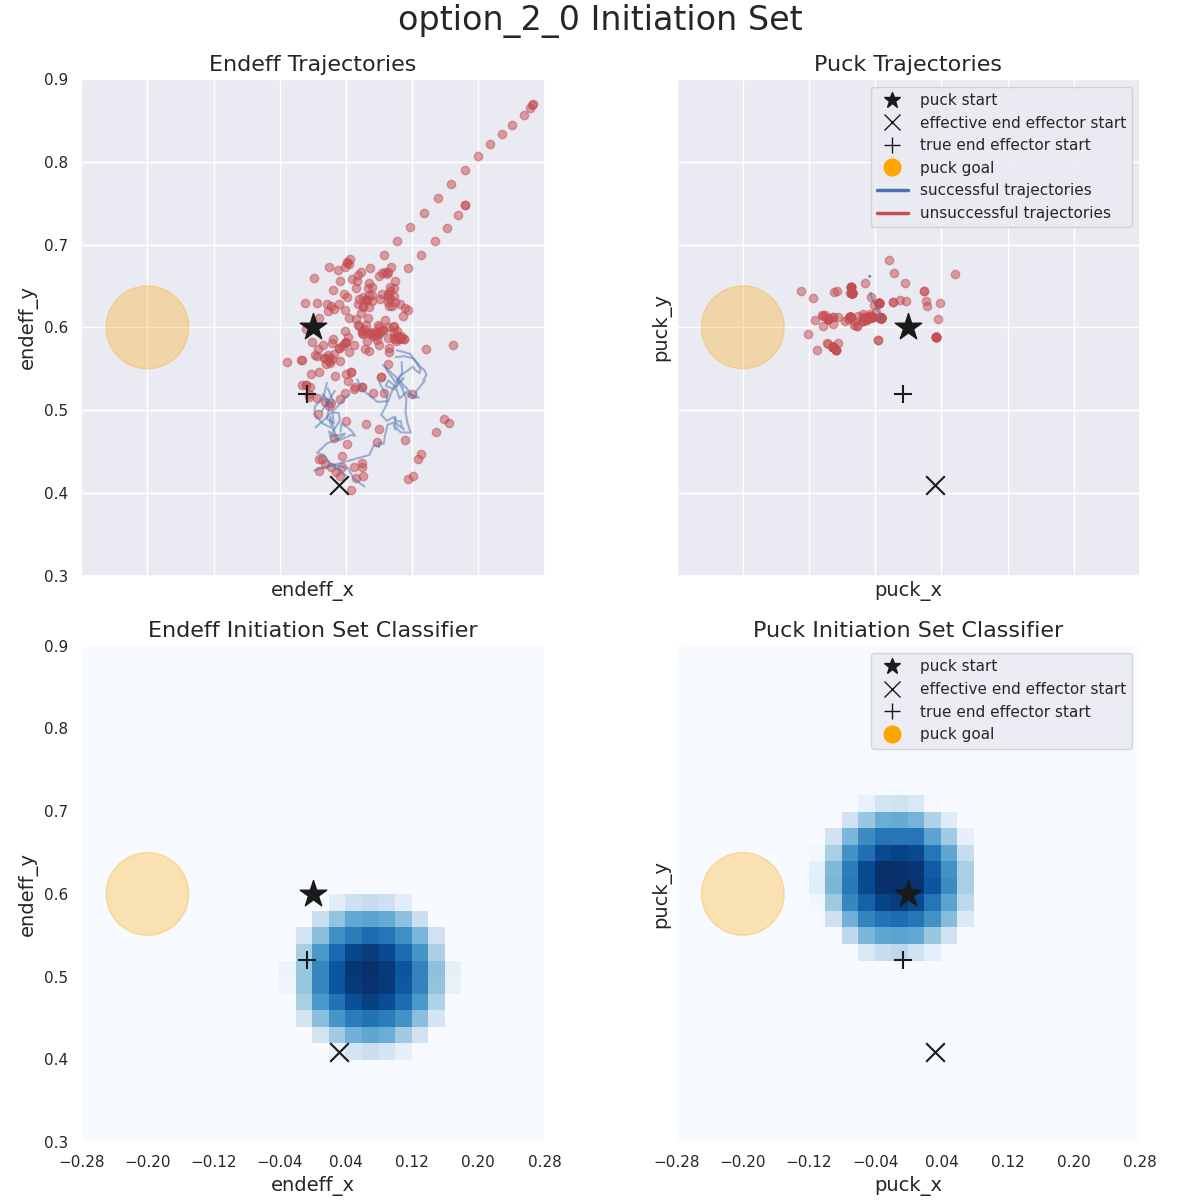 option_2_0 Initiation Set
Endeff Trajectories
Puck Trajectories
0.9
0.8
0.7
0.6
0.5
0.4
0.3
endeff_y
endeff_x
puck_y
puck_x
puck start
effective end effector start
true end effector start
puck goal
successful trajectories
unsuccessful trajectories
Endeff Initiation Set Classifier
Puck Initiation Set Classifier
0.9
0.8
0.7
0.6
0.5
0.4
0.3
endeff_y
−0.28 −0.20 −0.12 −0.04 0.04 0.12 0.20 0.28
endeff_x
puck start
effective end effector start
true end effector start
puck goal
puck_y
−0.28 −0.20 −0.12 −0.04 0.04 0.12 0.20 0.28
puck_x